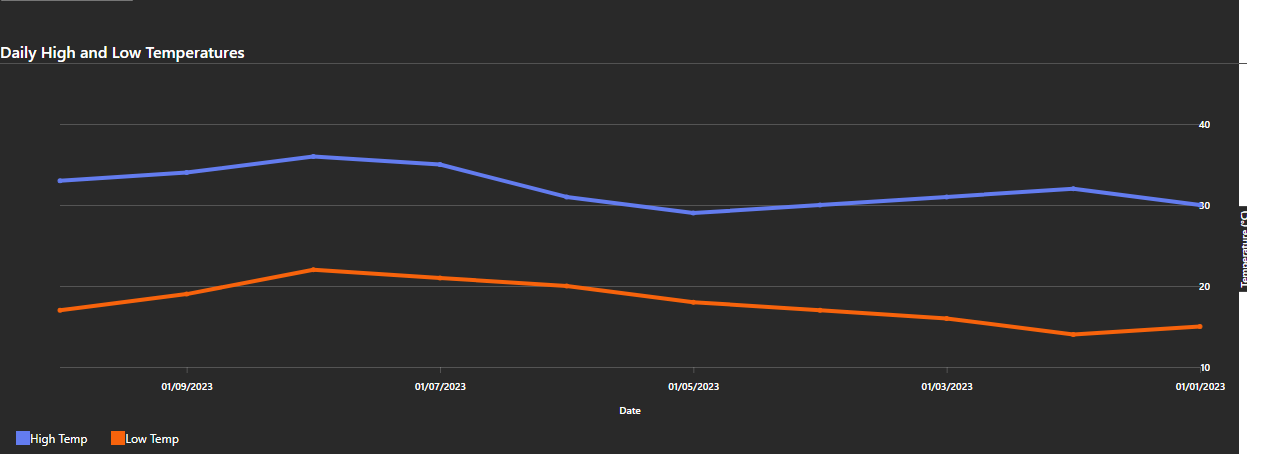 Daily High and Low Temperatures
40
30
20
10
Temperature (°C)
01/09/2023 01/07/2023 01/05/2023 01/03/2023 01/01/2023
Date
High Temp Low Temp